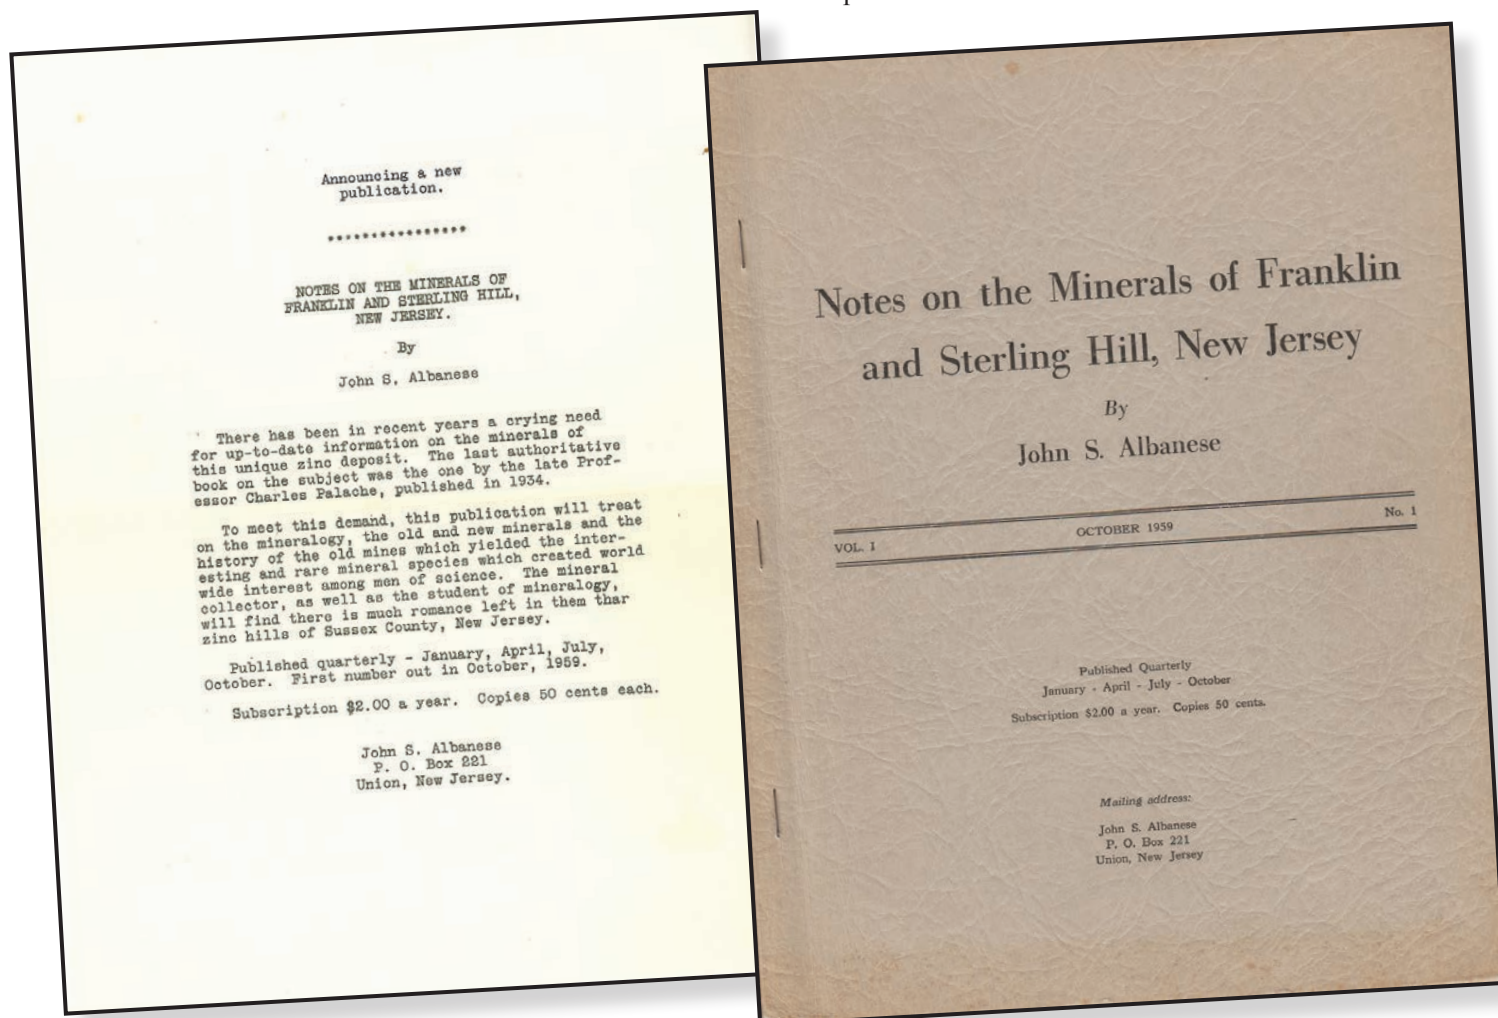 Announcing a new
publication.
****************
NOTES ON THE MINERALS OF
FRANKLIN AND STERLING HILL,
NEW JERSEY.
By
John S. Albanese
There has been in recent years a crying need
for up-to-date information on the minerals of
this unique zinc deposit. The last authoritative
book on the subject was the one by the late Prof-
essor Charles Palache, published in 1934.
To meet this demand, this publication will treat
on the mineralogy, the old and new minerals and the
history of the old mines which yielded the inter-
esting and rare mineral species which created world
wide interest among men of science. The mineral
collector, as well as the student of mineralogy,
will find there is much romance left in them thar
zinc hills of Sussex County, New Jersey.
Published quarterly - January, April, July,
October. First number out in October, 1959.
Subscription $2.00 a year. Copies 50 cents each.
John S. Albanese
P. O. Box 221
Union, New Jersey.
Notes on the Minerals of Franklin
and Sterling Hill, New Jersey
By
John S. Albanese
VOL. I OCTOBER 1959 No. 1
Published Quarterly
January - April - July - October
Subscription $2.00 a year. Copies 50 cents.
Mailing address:
John S. Albanese
P. O. Box 221
Union, New Jersey